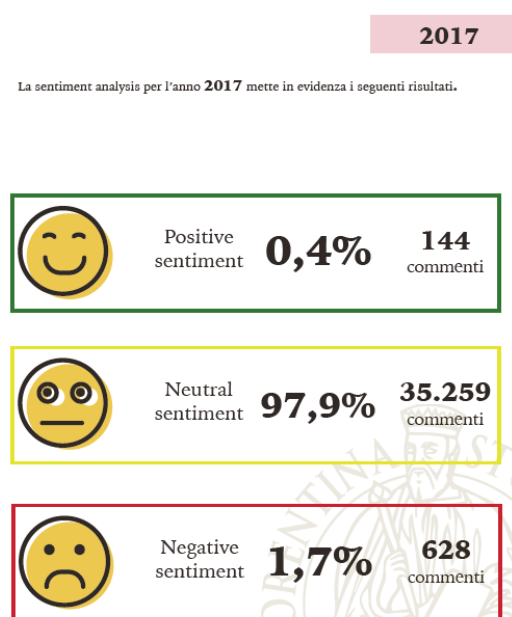 2017
La sentiment analysis per l'anno 2017 mette in evidenza i seguenti risultati.
Positive
sentiment
0,4%
144
commenti
Neutral
sentiment
97,9%
35.259
commenti
Negative
sentiment
1,7%
628
commenti